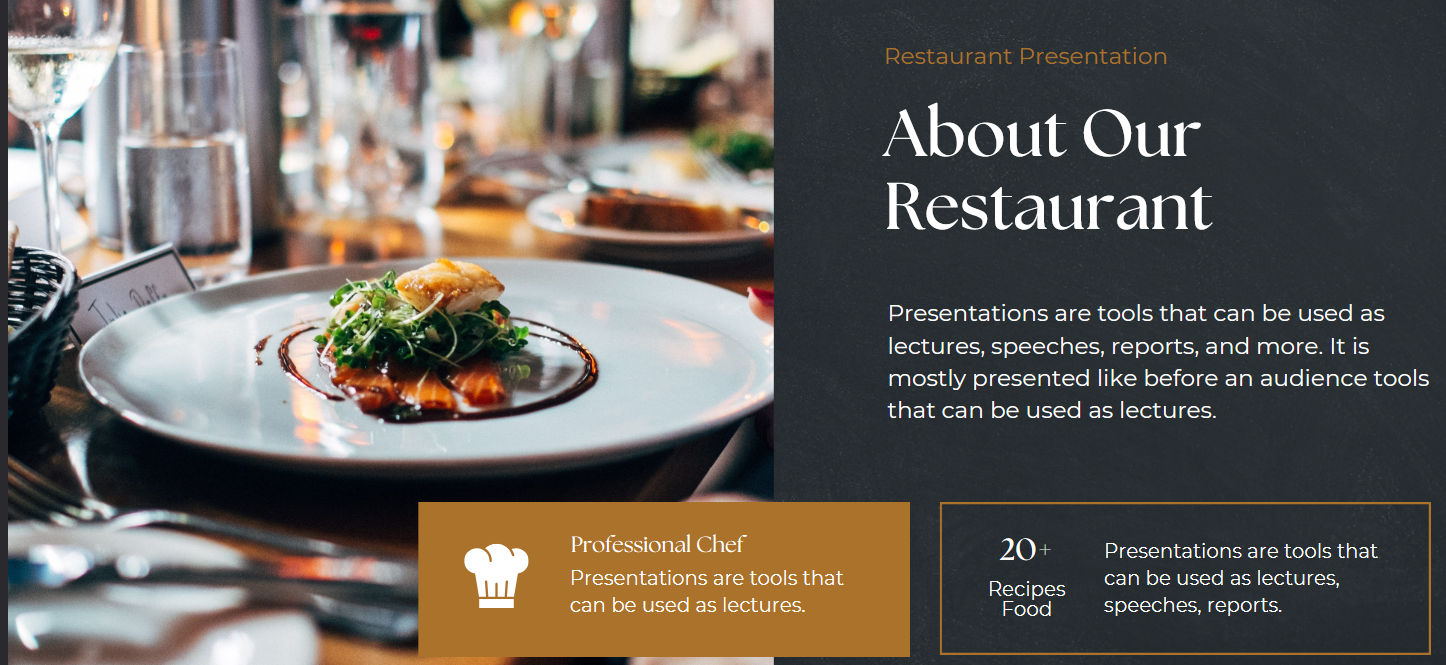 Restaurant Presentation
About Our
Restaurant
Presentations are tools that can be used as
lectures, speeches, reports, and more. It is
mostly presented like before an audience tools
that can be used as lectures.
Professional Chef
Presentations are tools that
can be used as lectures.
20+
Recipes
Food
Presentations are tools that
can be used as lectures,
speeches, reports.